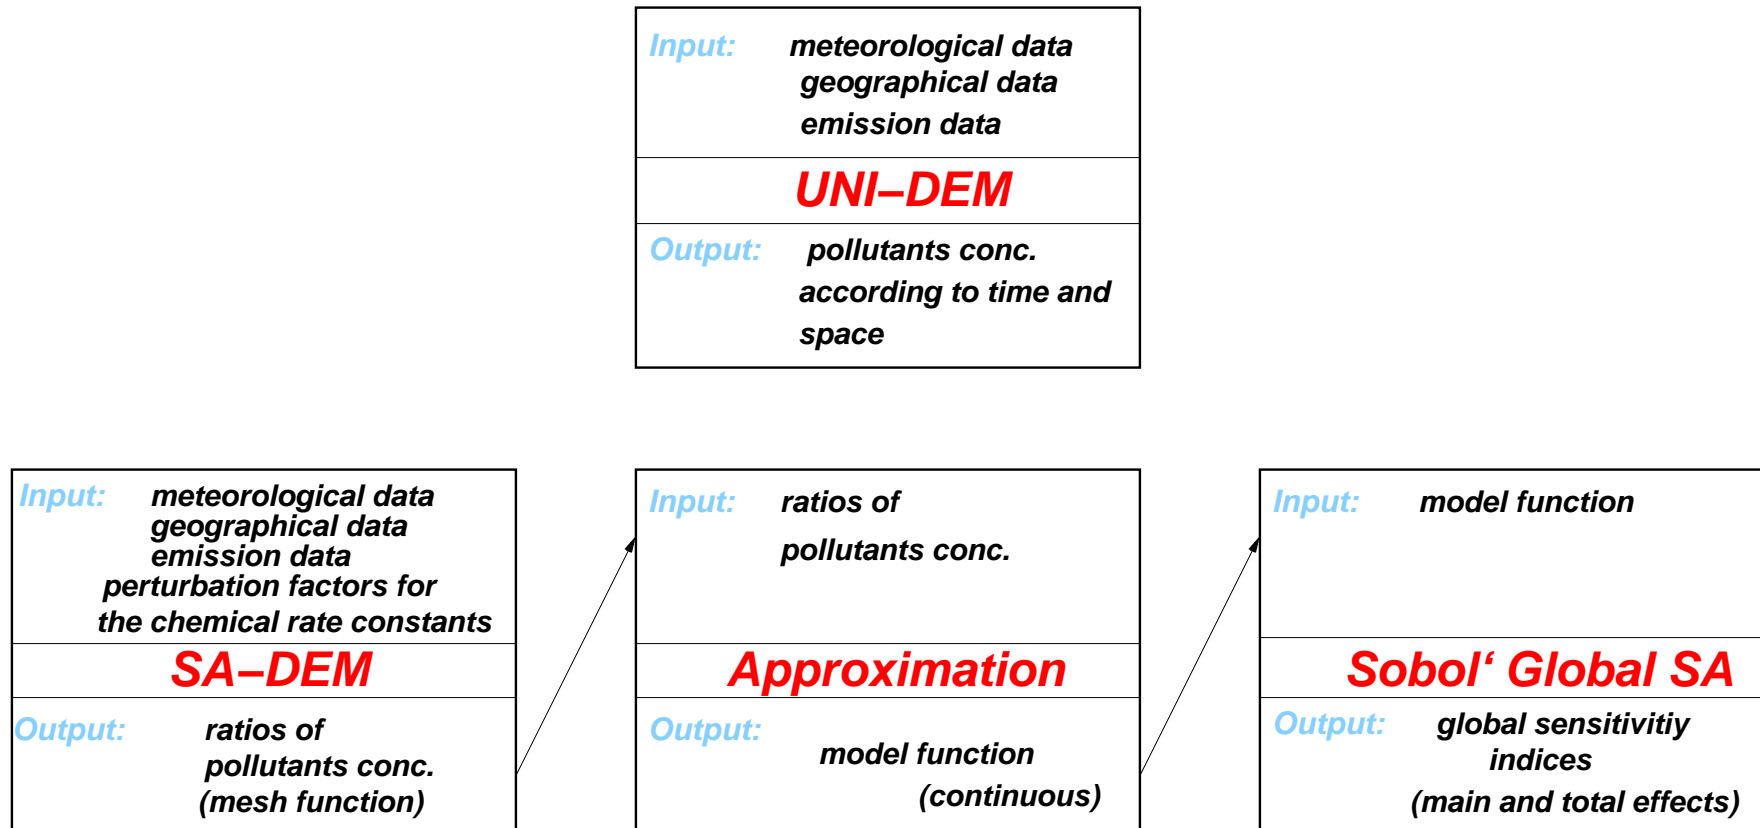 Input: meteorological data
geographical data
emission data
UNI–DEM
Output: pollutants conc.
according to time and
space
Input: meteorological data
geographical data
emission data
perturbation factors for
the chemical rate constants
SA–DEM
Output: ratios of
pollutants conc.
(mesh function)
Input: ratios of
pollutants conc.
Approximation
Output:
model function
(continuous)
Input: model function
Sobol‘ Global SA
Output: global sensitivitiy
indices
(main and total effects)